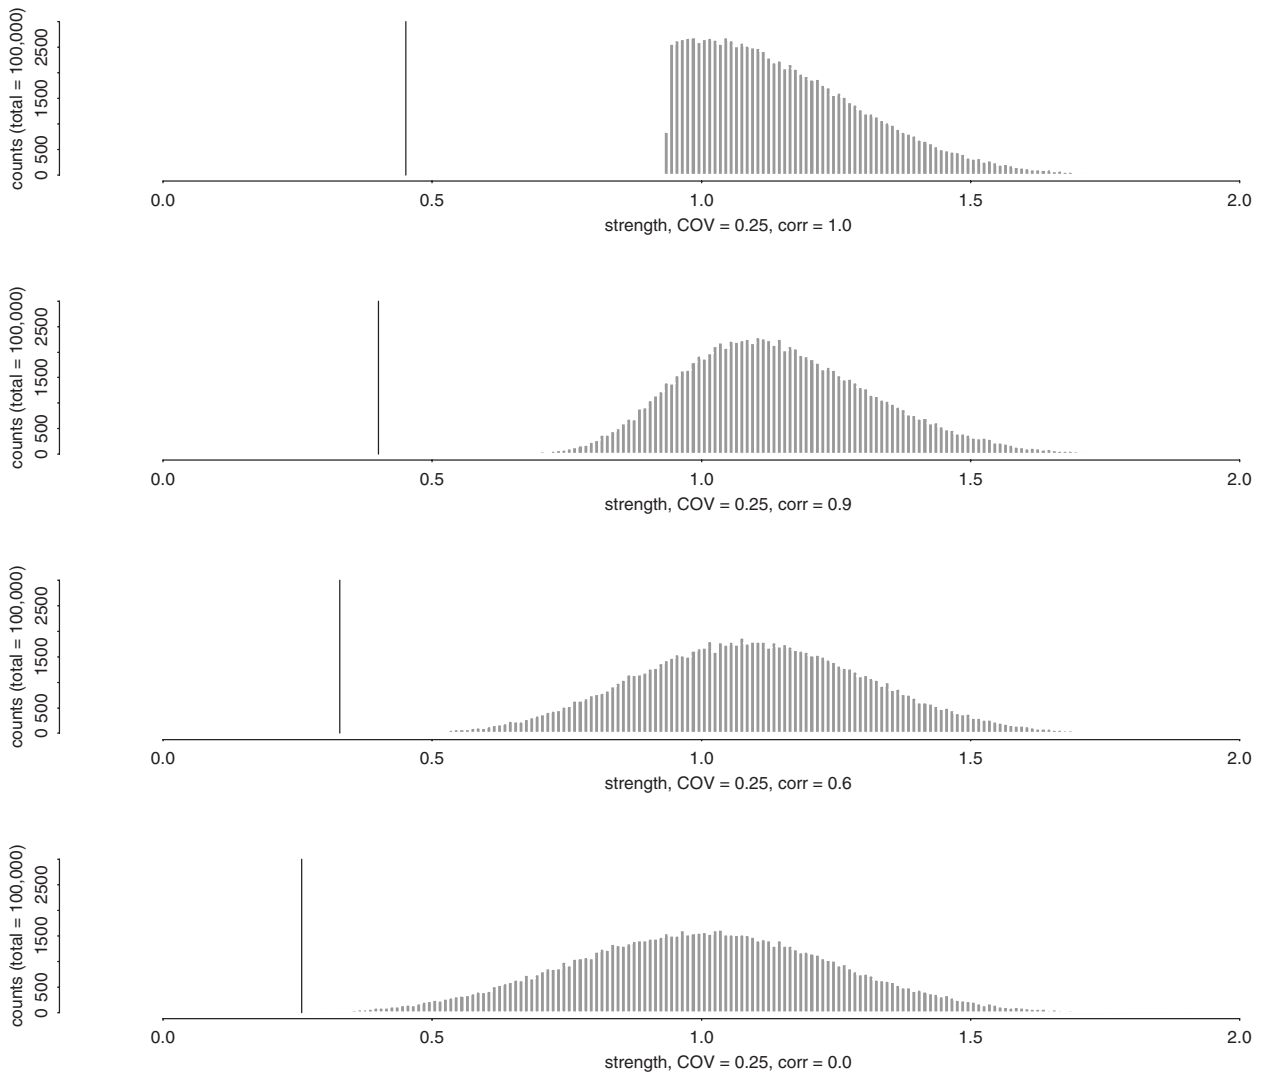 counts (total = 100,000)
0 500 1500 2500
0.0 0.5 1.0 1.5 2.0
strength, COV = 0.25, corr = 1.0
counts (total = 100,000)
0 500 1500 2500
0.0 0.5 1.0 1.5 2.0
strength, COV = 0.25, corr = 0.9
counts (total = 100,000)
0 500 1500 2500
0.0 0.5 1.0 1.5 2.0
strength, COV = 0.25, corr = 0.6
counts (total = 100,000)
0 500 1500 2500
0.0 0.5 1.0 1.5 2.0
strength, COV = 0.25, corr = 0.0